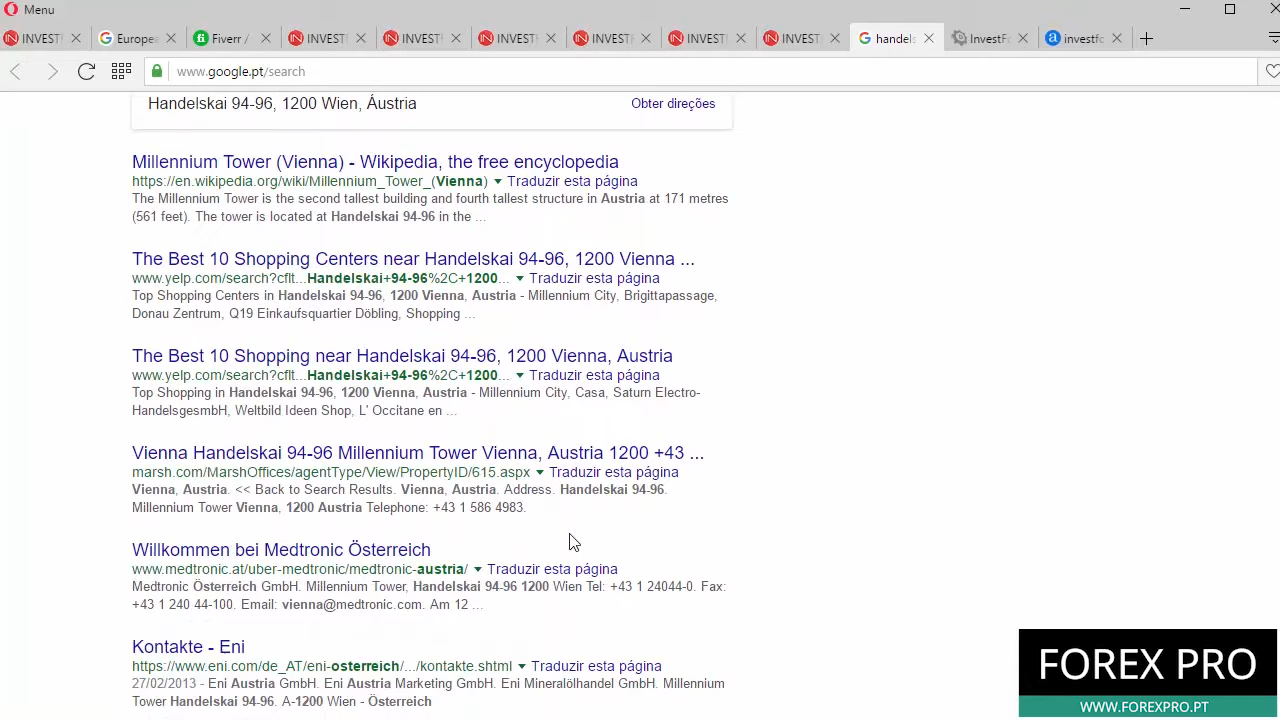 Menu
INVEST
Europea
Fiverr /
INVEST
INVEST
INVEST
INVEST
INVEST
INVEST
handels
InvestFo
investfo
www.google.pt/search
Handelskai 94-96, 1200 Wien, Áustria
Obter direções
Millennium Tower (Vienna) - Wikipedia, the free encyclopedia
https://en.wikipedia.org/wiki/Millennium_Tower_(Vienna) Traduzir esta página
The Millennium Tower is the second tallest building and fourth tallest structure in Austria at 171 metres
(561 feet). The tower is located at Handelskai 94-96 in the ...
The Best 10 Shopping Centers near Handelskai 94-96, 1200 Vienna ...
www.yelp.com/search?cflt...Handelskai+94-96%2C+1200... Traduzir esta página
Top Shopping Centers in Handelskai 94-96, 1200 Vienna, Austria - Millennium City, Brigittapassage,
Donau Zentrum, Q19 Einkaufsquartier Döbling, Shopping ...
The Best 10 Shopping near Handelskai 94-96, 1200 Vienna, Austria
www.yelp.com/search?cflt...Handelskai+94-96%2C+1200... Traduzir esta página
Top Shopping in Handelskai 94-96, 1200 Vienna, Austria - Millennium City, Casa, Saturn Electro-
HandelsgesmbH, Weltbild Ideen Shop, L' Occitane en ...
Vienna Handelskai 94-96 Millennium Tower Vienna, Austria 1200 +43 ...
marsh.com/MarshOffices/agentType/View/PropertyID/615.aspx Traduzir esta página
Vienna, Austria. << Back to Search Results. Vienna, Austria. Address. Handelskai 94-96.
Millennium Tower Vienna, 1200 Austria Telephone: +43 1 586 4983.
Willkommen bei Medtronic Österreich
www.medtronic.at/uber-medtronic/medtronic-austria/ Traduzir esta página
Medtronic Österreich GmbH. Millennium Tower, Handelskai 94-96 1200 Wien Tel: +43 1 24044-0. Fax:
+43 1 240 44-100. Email: vienna@medtronic.com. Am 12 ...
Kontakte - Eni
https://www.eni.com/de_AT/eni-osterreich/.../kontakte.shtml Traduzir esta página
27/02/2013 - Eni Austria GmbH. Eni Austria Marketing GmbH. Eni Mineralölhandel GmbH. Millennium
Tower Handelskai 94-96. A-1200 Wien - Österreich
FOREX PRO
WWW.FOREXPRO.PT